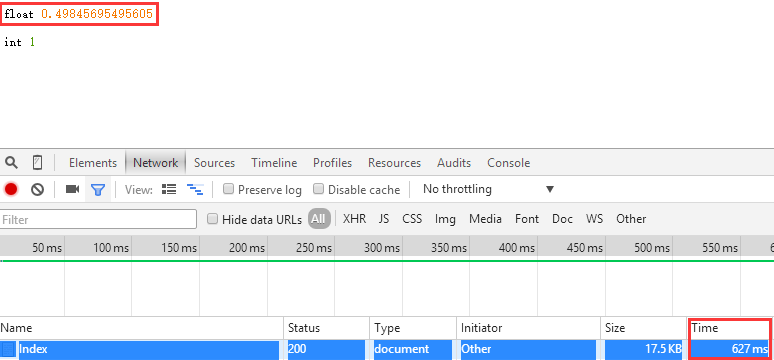 float 0.49845695495605
int 1
Elements Network Sources Timeline Profiles Resources Audits Console
View: Preserve log Disable cache No throttling ▼
Filter Hide data URLs All XHR JS CSS Img Media Font Doc WS Other
50 ms 100 ms 150 ms 200 ms 250 ms 300 ms 350 ms 400 ms 450 ms 500 ms 550 ms 6
Name Status Type Initiator Size Time
Index 200 document Other 17.5 KB 627 ms